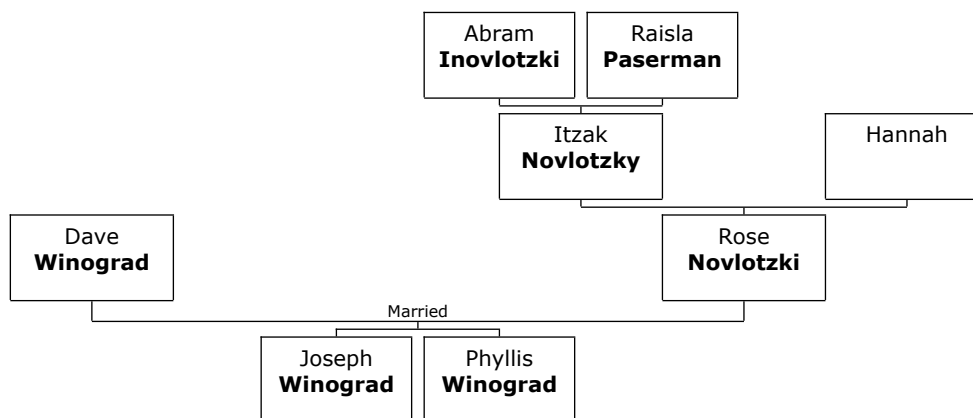 Abram
Inovlotzki
Raisla
Paserman
Itzak
Novlotzky
Hannah
Dave
Winograd
Rose
Novlotzki
Married
Joseph
Winograd
Phyllis
Winograd